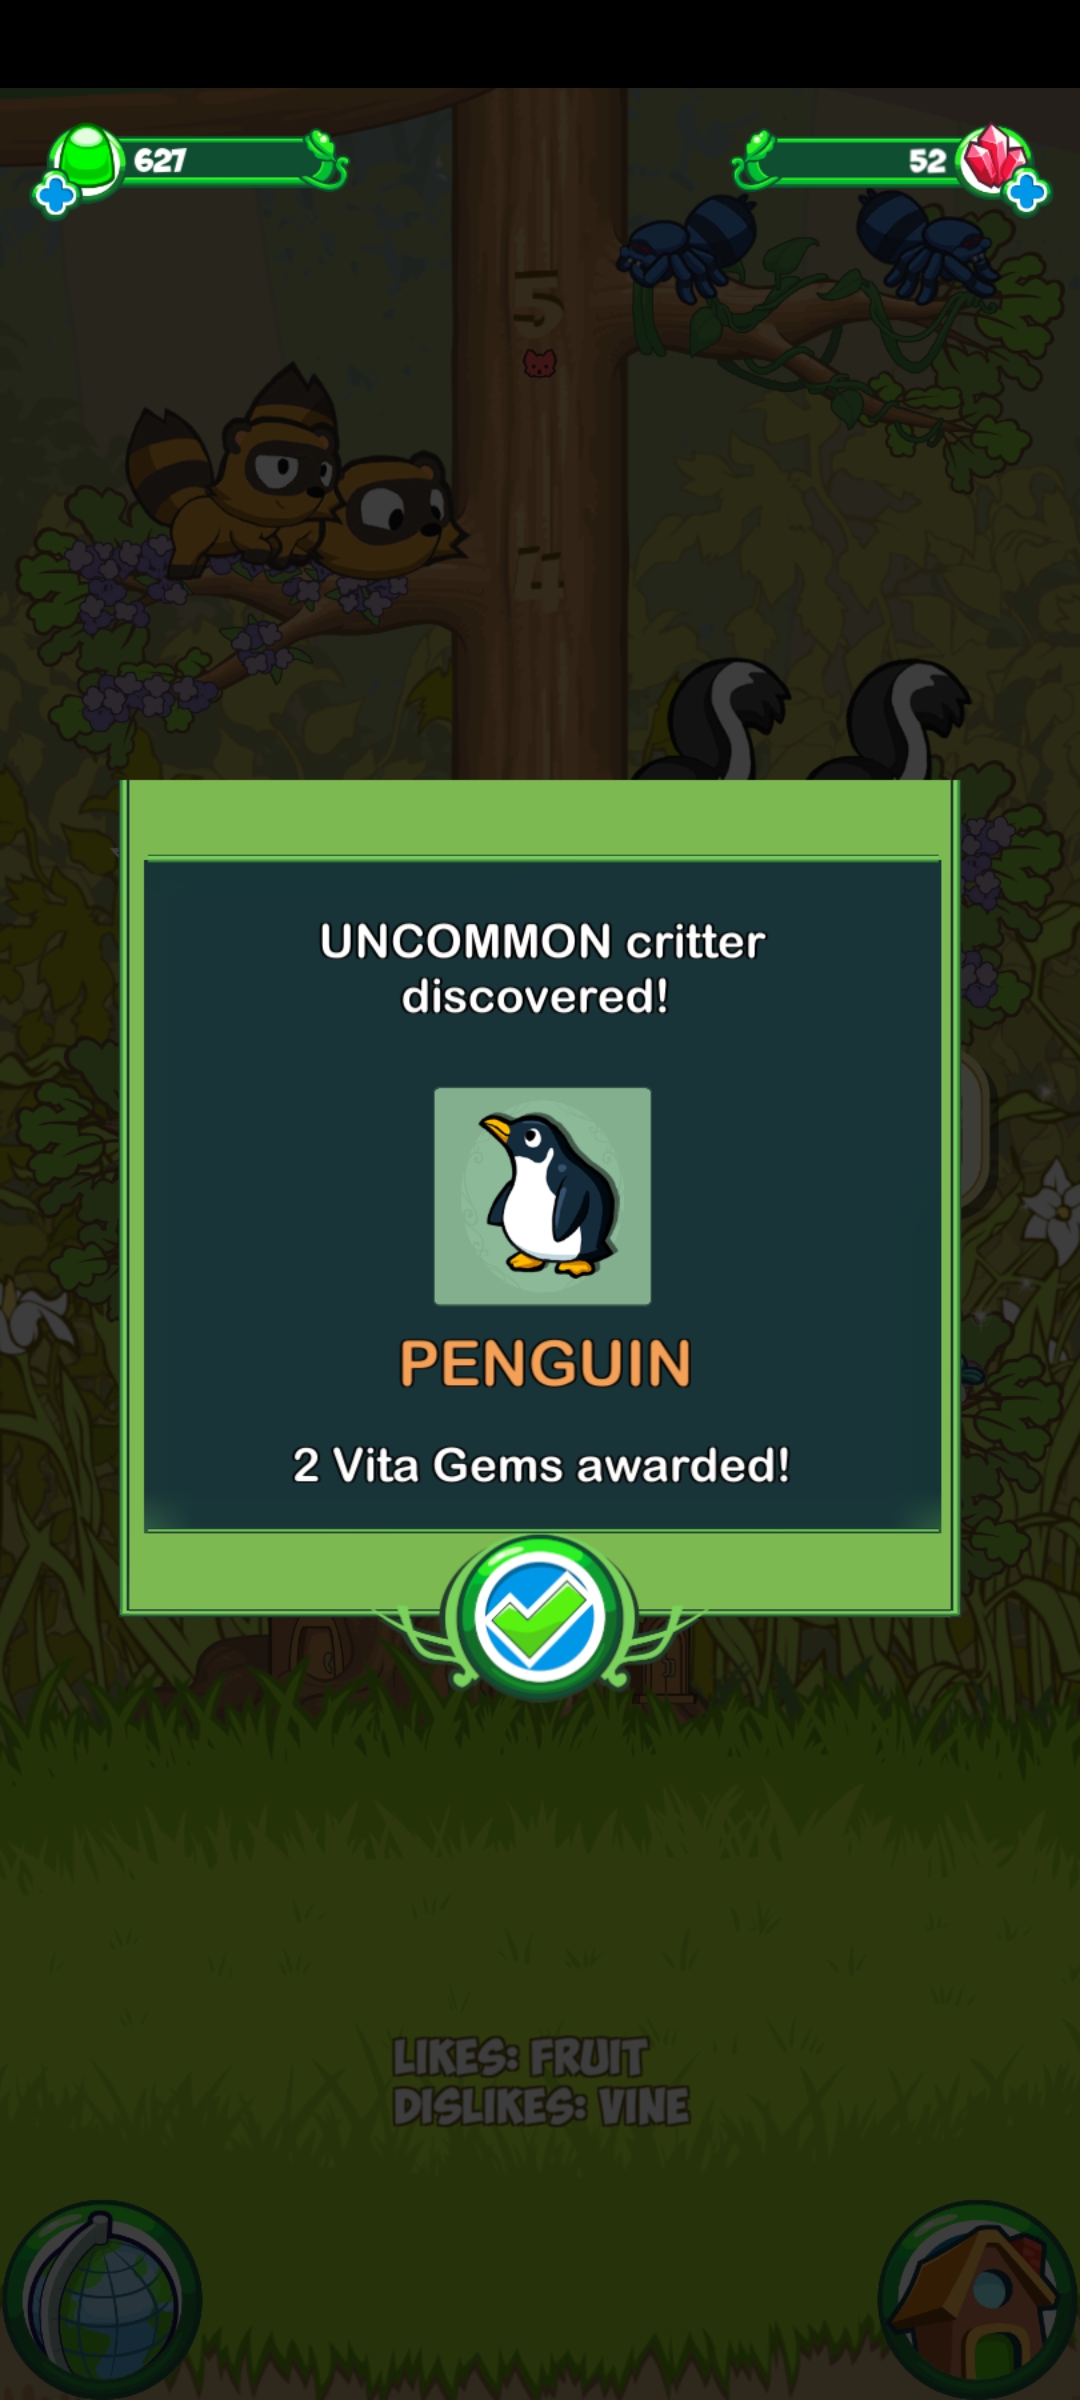 627
52
5
4
UNCOMMON critter
discovered!
PENGUIN
2 Vita Gems awarded!
LIKES: FRUIT
DISLIKES: VINE